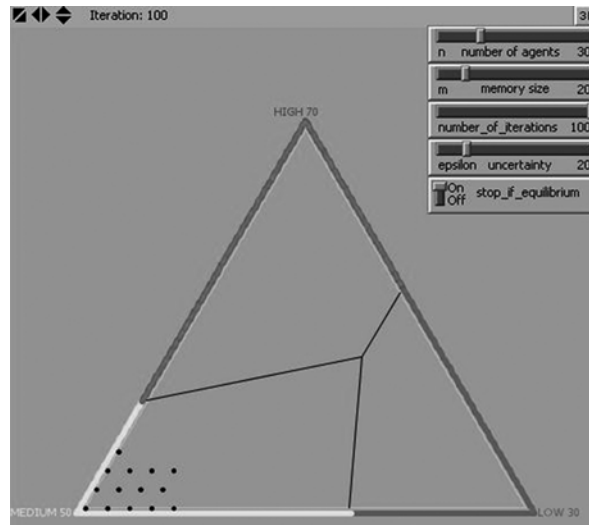 Iteration: 100
n number of agents 30
m memory size 20
number_of_iterations 100
epsilon uncertainty 20
On
Off stop_if_equilibrium
HIGH 70
MEDIUM 50
LOW 30